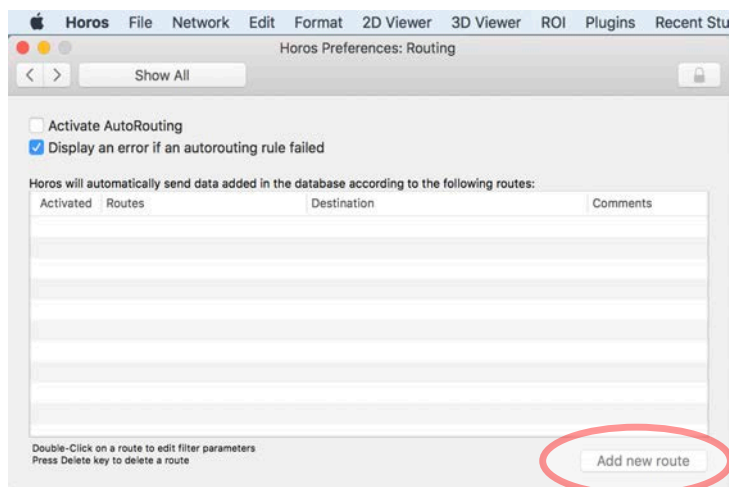 Horos File Network Edit Format 2D Viewer 3D Viewer ROI Plugins Recent Stu
Horos Preferences: Routing
Show All
Activate AutoRouting
Display an error if an autorouting rule failed
Horos will automatically send data added in the database according to the following routes:
Activated Routes Destination Comments
Double-Click on a route to edit filter parameters
Press Delete key to delete a route
Add new route